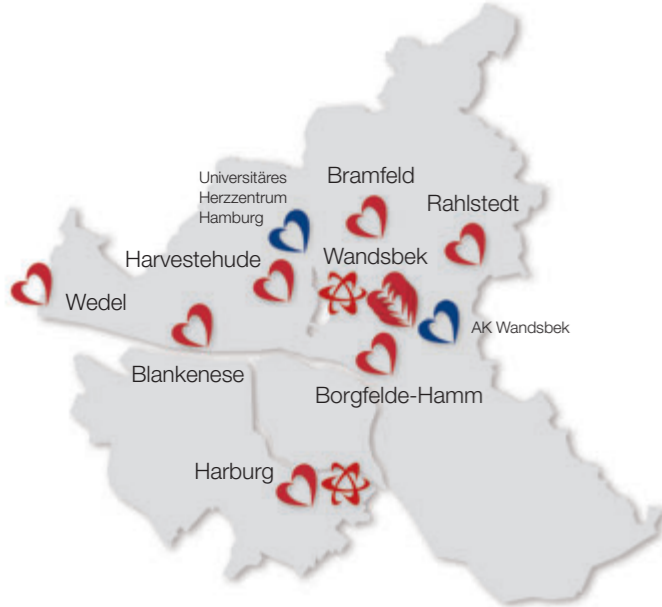 Universitäres
Herzzentrum
Hamburg
Bramfeld
Rahlstedt
Harvestehude
Wandsbek
Wedel
AK Wandsbek
Blankenese
Borgfelde-Hamm
Harburg